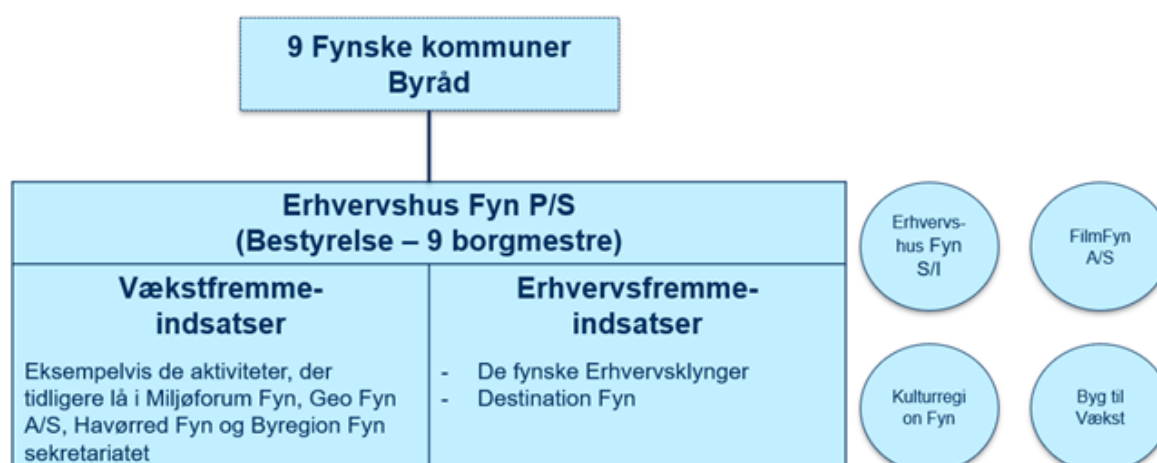 9 Fynske kommuner
Byråd
Erhvervshus Fyn P/S
(Bestyrelse – 9 borgmestre)
Vækstfremme-
indsatser
Eksempelvis de aktiviteter, der
tidligere lå i Miljøforum Fyn, Geo Fyn
A/S, Havørred Fyn og Byregion Fyn
sekretariatet
Erhvervsfremme-
indsatser
- De fynske Erhvervsklynger
- Destination Fyn
Erhvervs-
hus Fyn
S/I
FilmFyn
A/S
Kulturregi
on Fyn
Byg til
Vækst